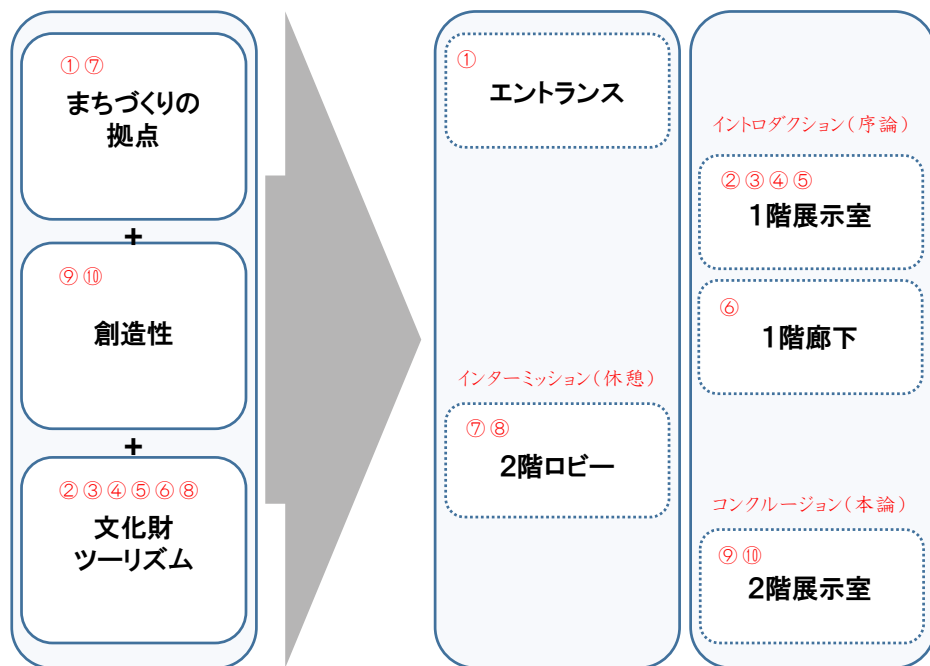 ①⑦
まちづくりの
拠点
+
⑨⑩
創造性
+
②③④⑤⑥⑧
文化財
ツーリズム
①
エントランス
インターミッション(休憩)
⑦⑧
2階ロビー
イントロダクション(序論)
②③④⑤
1階展示室
⑥
1階廊下
コンクルージョン(本論)
⑨⑩
2階展示室